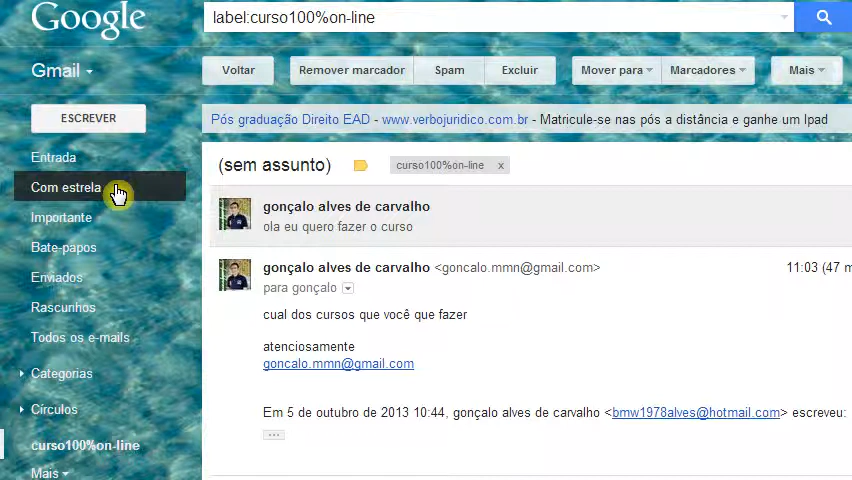 Google
label:curso100%on-line
Gmail
Voltar
Remover marcador
Spam
Excluir
Mover para
Marcadores
Mais
ESCREVER
Pós graduação Direito EAD - www.verbojuridico.com.br - Matricule-se nas pós a distância e ganhe um Ipad
Entrada
Com estrela
Importante
Bate-papos
Enviados
Rascunhos
Todos os e-mails
Categorias
Círculos
curso100%on-line
Mais
(sem assunto)
curso100%on-line x
gonçalo alves de carvalho
ola eu quero fazer o curso
gonçalo alves de carvalho <goncalo.mmn@gmail.com> 11:03 (47 m
para gonçalo
cual dos cursos que você que fazer
atenciosamente
goncalo.mmn@gmail.com
Em 5 de outubro de 2013 10:44, gonçalo alves de carvalho <bmw1978alves@hotmail.com> escreveu:
...